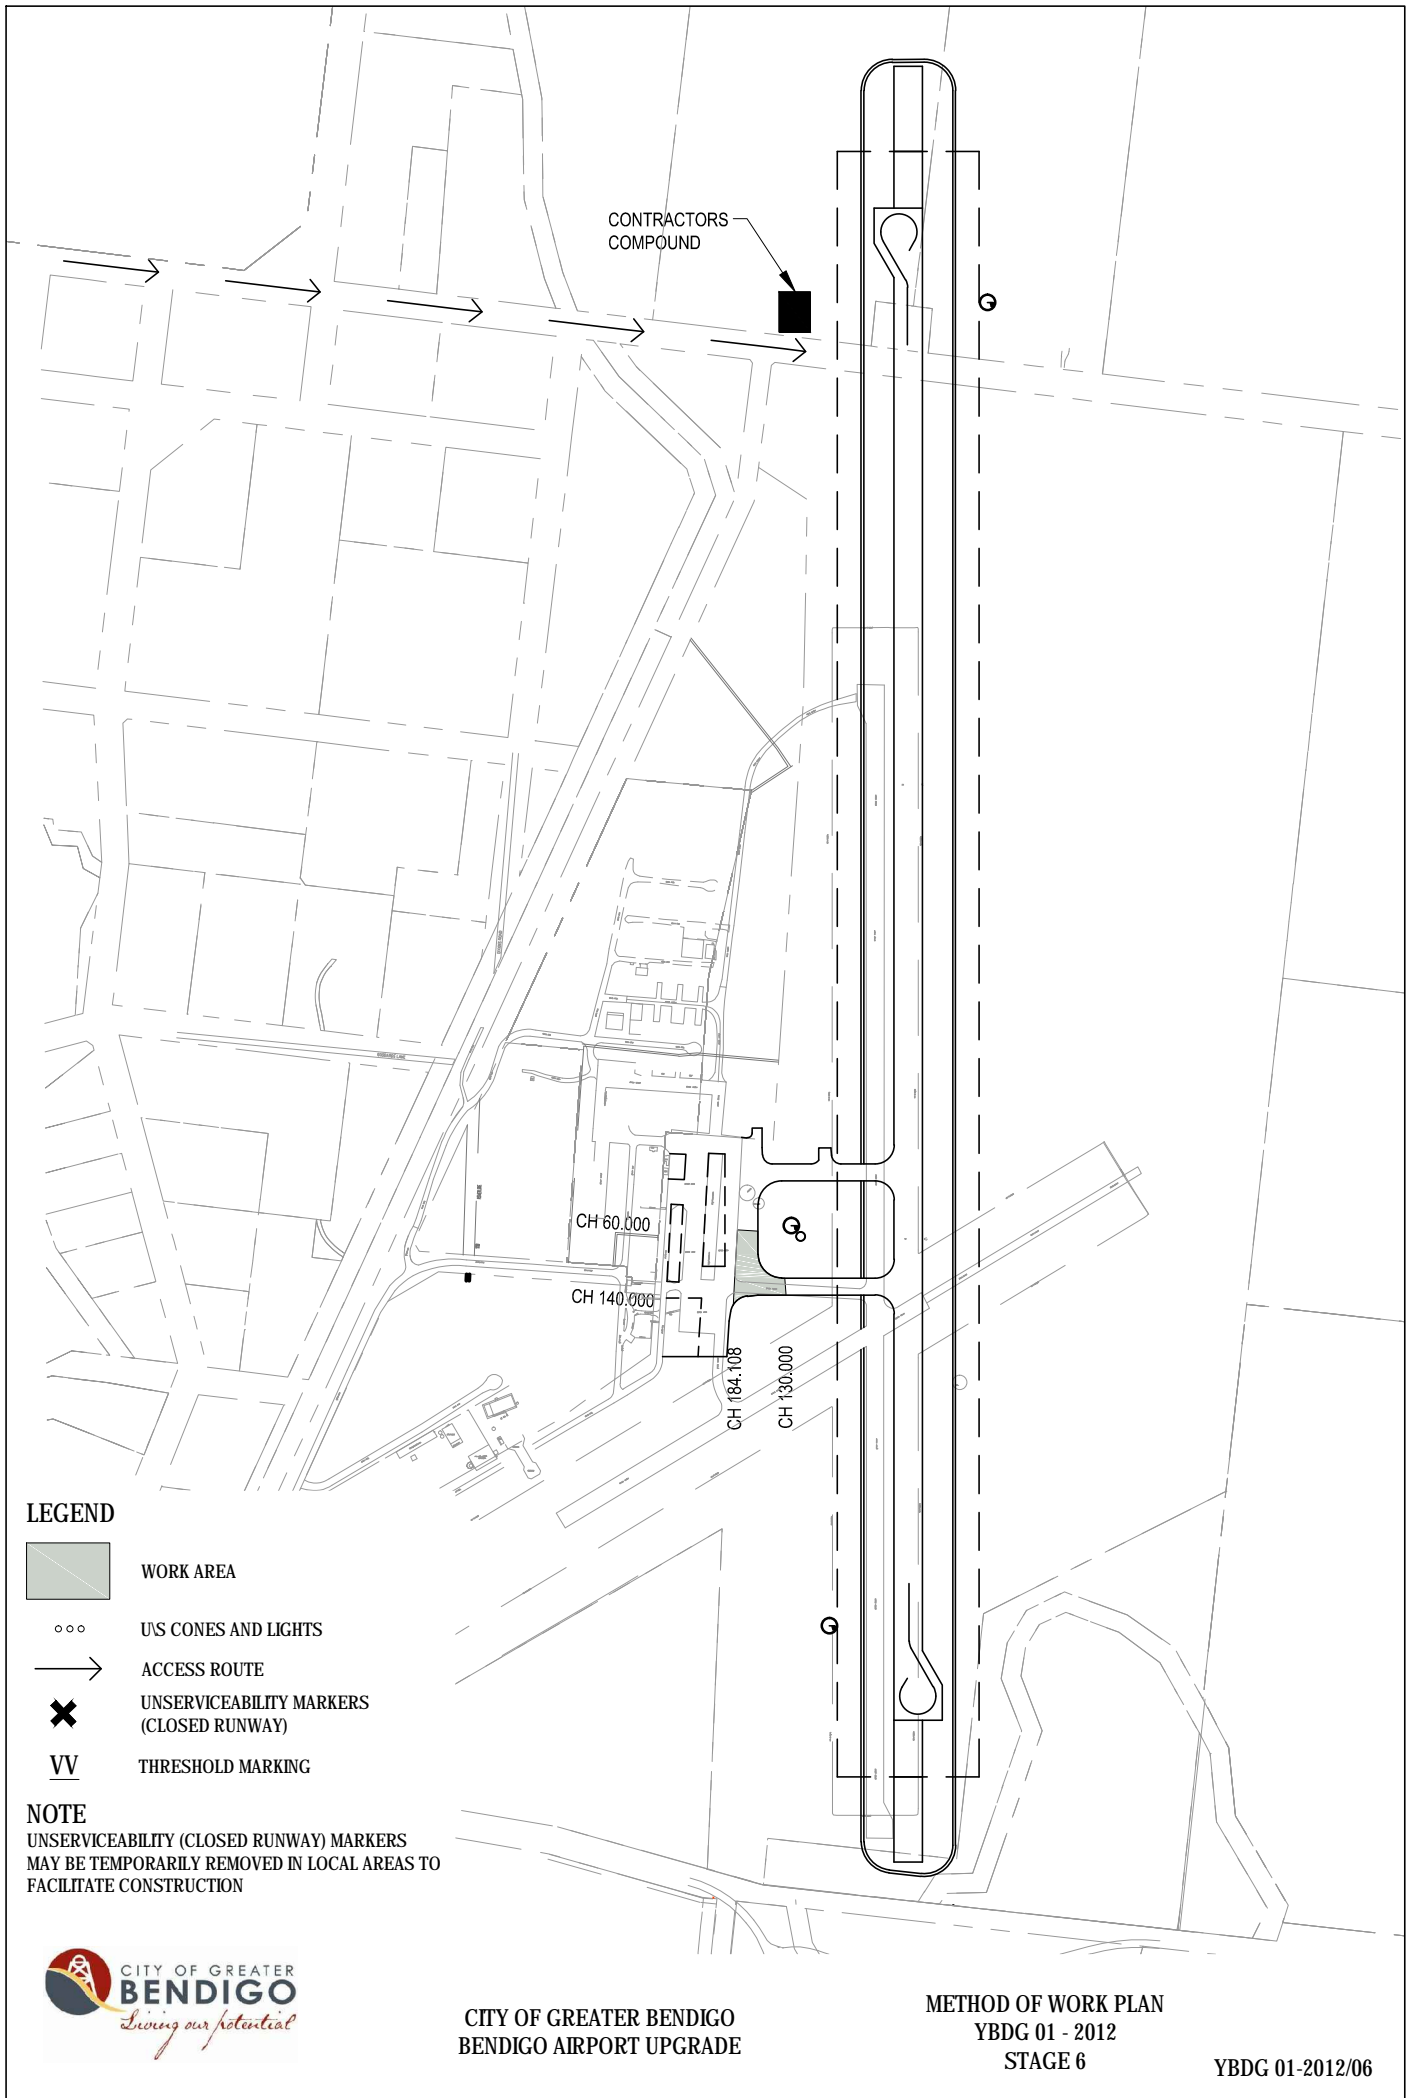 CONTRACTORS
COMPOUND
CH 60.000
CH 140.000
CH 184.108
CH 130.000
LEGEND
WORK AREA
U\S CONES AND LIGHTS
ACCESS ROUTE
UNSERVICEABILITY MARKERS
(CLOSED RUNWAY)
VV
THRESHOLD MARKING
NOTE
UNSERVICEABILITY (CLOSED RUNWAY) MARKERS
MAY BE TEMPORARILY REMOVED IN LOCAL AREAS TO
FACILITATE CONSTRUCTION
CITY OF GREATER
BENDIGO
Living our potential
CITY OF GREATER BENDIGO
BENDIGO AIRPORT UPGRADE
METHOD OF WORK PLAN
YBDG 01 - 2012
STAGE 6
YBDG 01-2012/06